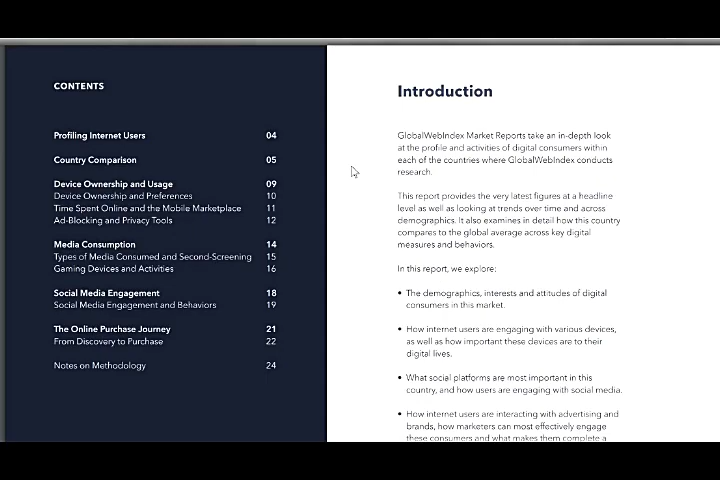 CONTENTS
Profiling Internet Users 04
Country Comparison 05
Device Ownership and Usage 09
Device Ownership and Preferences 10
Time Spent Online and the Mobile Marketplace 11
Ad-Blocking and Privacy Tools 12
Media Consumption 14
Types of Media Consumed and Second-Screening 15
Gaming Devices and Activities 16
Social Media Engagement 18
Social Media Engagement and Behaviors 19
The Online Purchase Journey 21
From Discovery to Purchase 22
Notes on Methodology 24
Introduction
GlobalWebIndex Market Reports take an in-depth look
at the profile and activities of digital consumers within
each of the countries where GlobalWebIndex conducts
research.
This report provides the very latest figures at a headline
level as well as looking at trends over time and across
demographics. It also examines in detail how this country
compares to the global average across key digital
measures and behaviors.
In this report, we explore:
• The demographics, interests and attitudes of digital
consumers in this market.
• How internet users are engaging with various devices,
as well as how important these devices are to their
digital lives.
• What social platforms are most important in this
country, and how users are engaging with social media.
• How internet users are interacting with advertising and
brands, how marketers can most effectively engage
these consumers and what makes them complete a